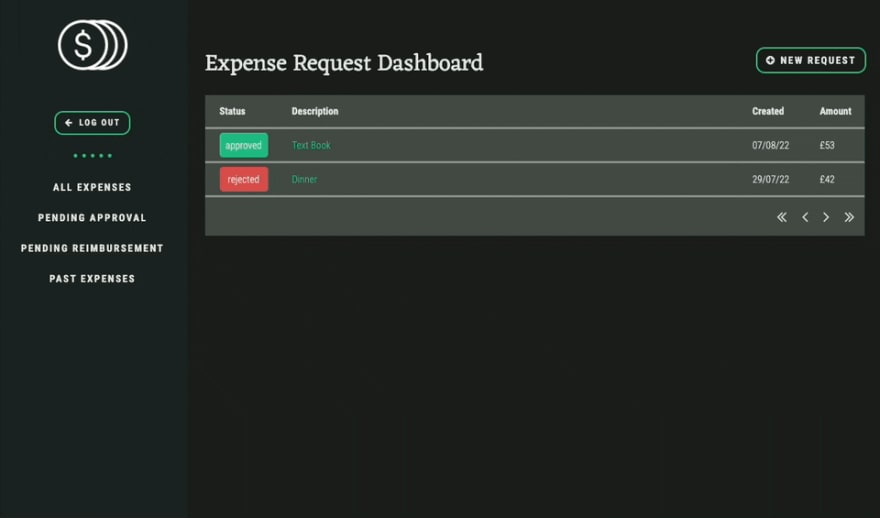 $
LOG OUT
ALL EXPENSES
PENDING APPROVAL
PENDING REIMBURSEMENT
PAST EXPENSES
Expense Request Dashboard
NEW REQUEST
Status Description Created Amount
approved Text Book 07/08/22 £53
rejected Dinner 29/07/22 £42